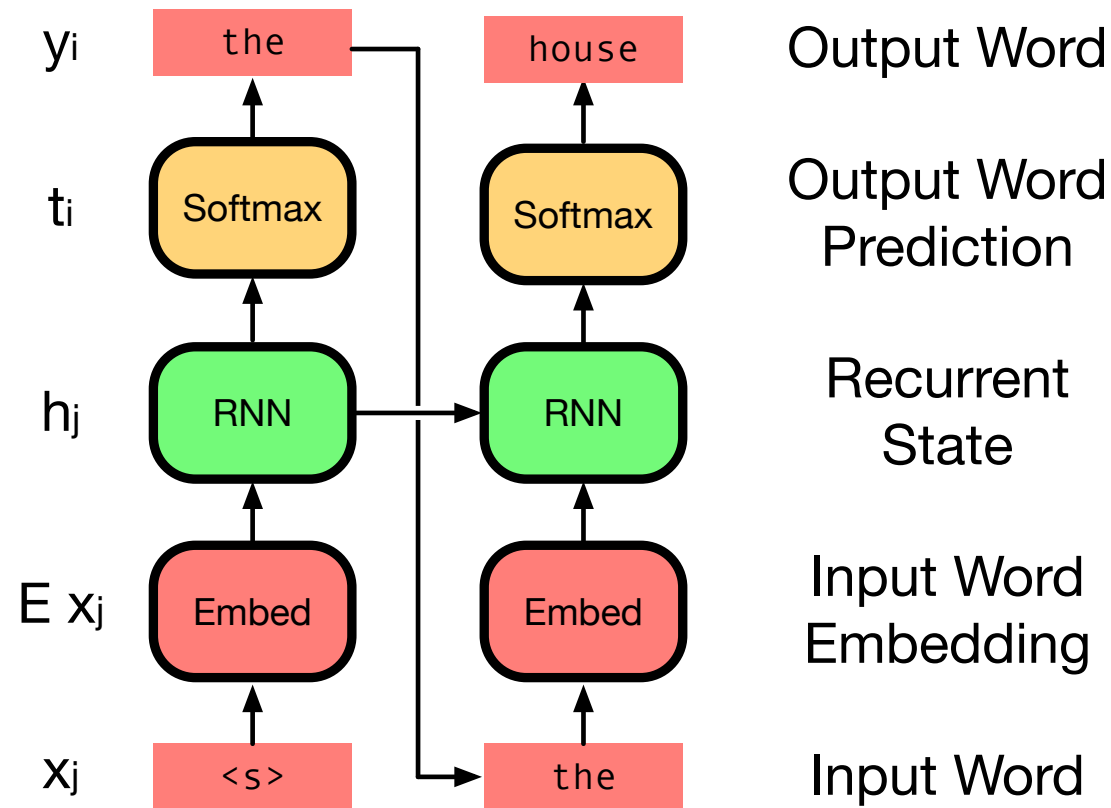 yi the house Output Word
ti Softmax Softmax Output Word
Prediction
hj RNN RNN Recurrent
State
E xj Embed Embed Input Word
Embedding
xj <s> the Input Word